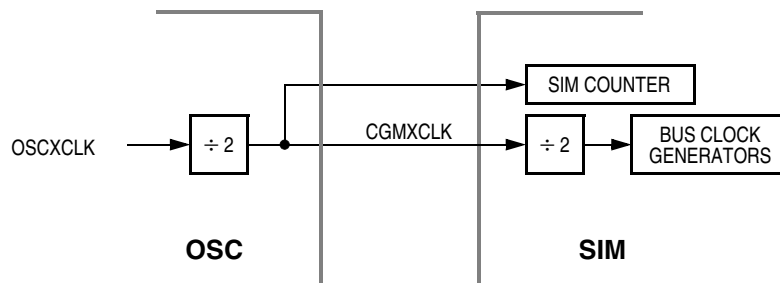 SIM COUNTER
OSCXCLK
÷ 2
CGMXCLK
÷ 2
BUS CLOCK
GENERATORS
OSC
SIM